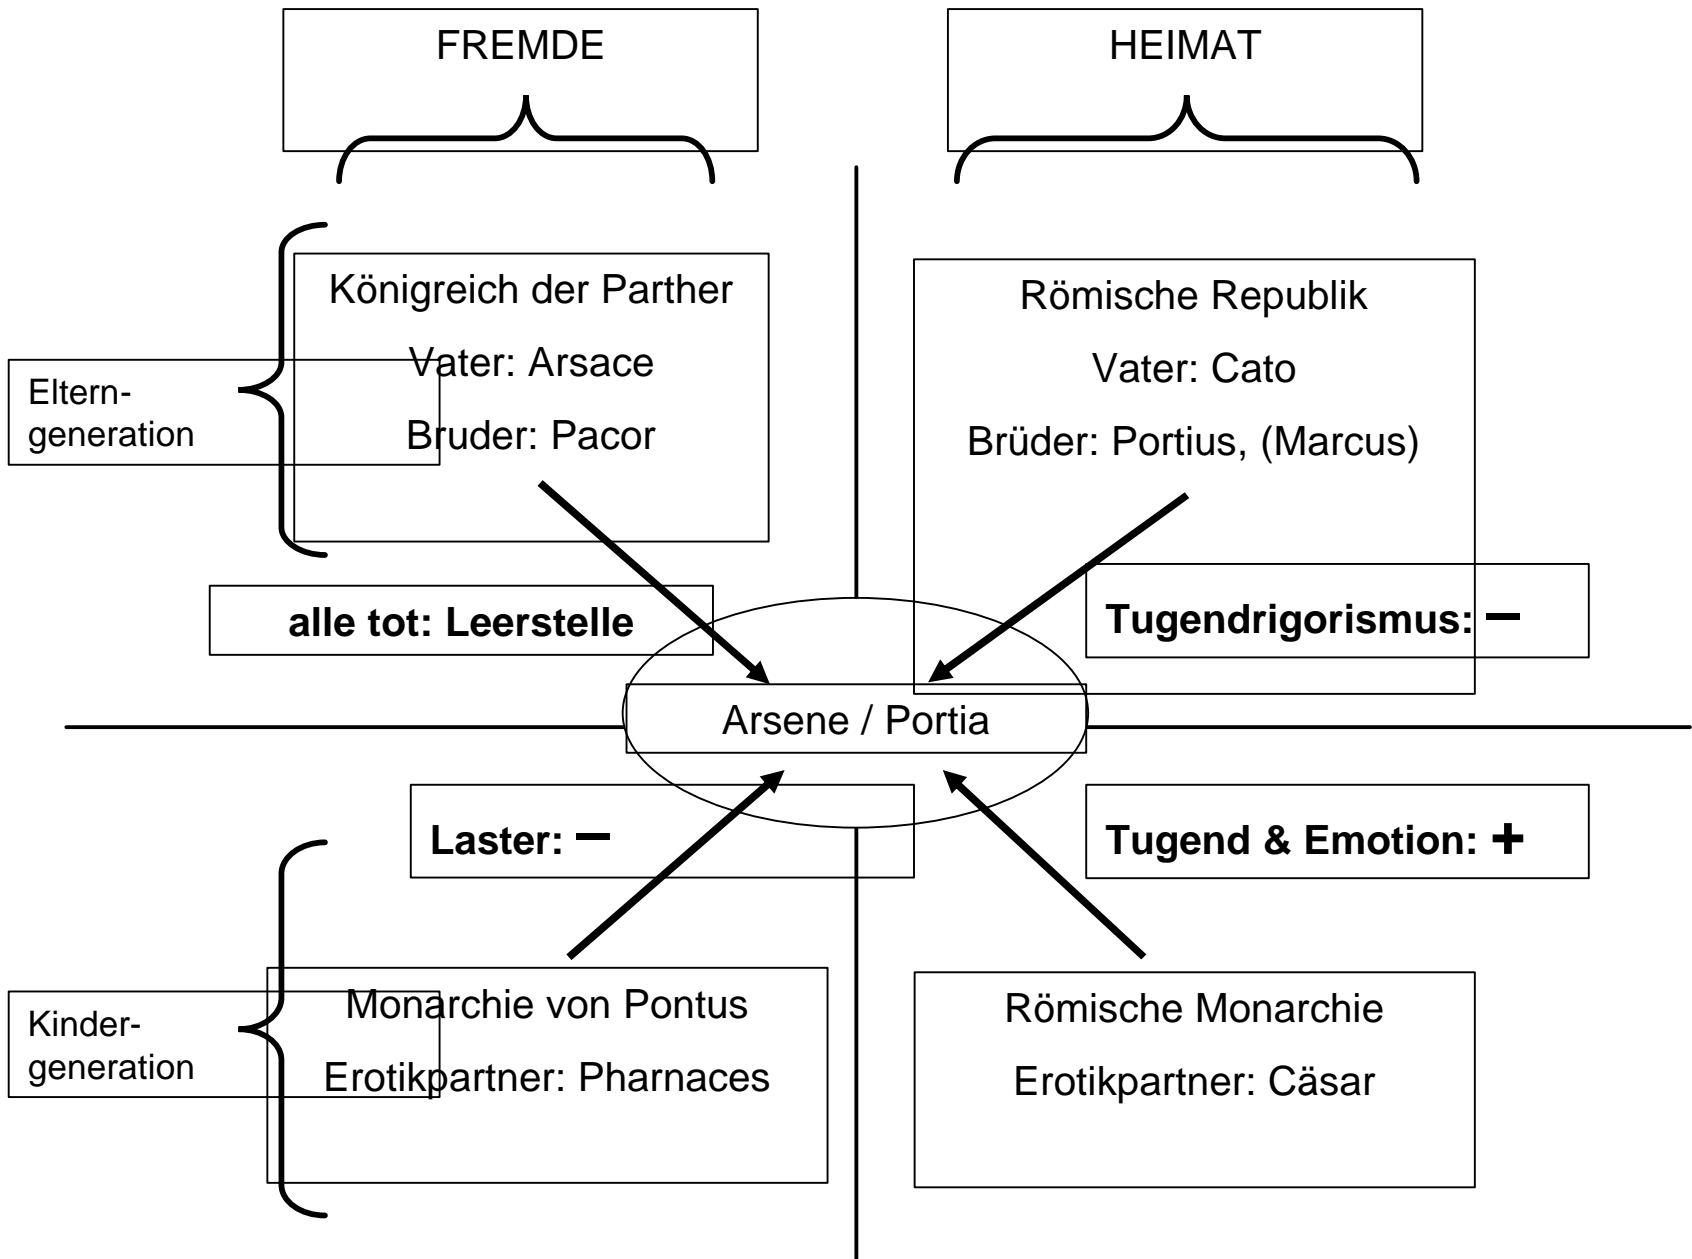 FREMDE
HEIMAT
Eltern-
generation
Königreich der Parther
Vater: Arsace
Bruder: Pacor
Römische Republik
Vater: Cato
Brüder: Portius, (Marcus)
alle tot: Leerstelle
Tugendrigorismus: –
Arsene / Portia
Laster: –
Tugend & Emotion: +
Kinder-
generation
Monarchie von Pontus
Erotikpartner: Pharnaces
Römische Monarchie
Erotikpartner: Cäsar